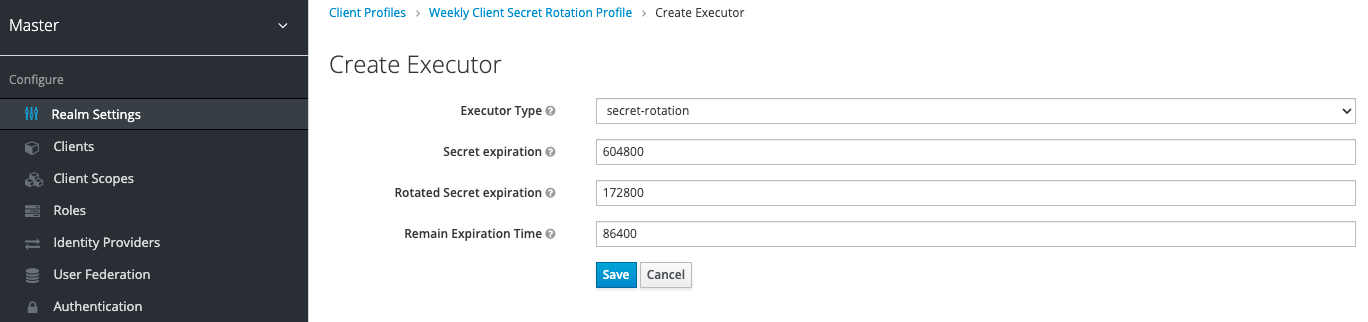 Master
Configure
Realm Settings
Clients
Client Scopes
Roles
Identity Providers
User Federation
Authentication
Client Profiles > Weekly Client Secret Rotation Profile > Create Executor
Create Executor
Executor Type ? secret-rotation
Secret expiration ? 604800
Rotated Secret expiration ? 172800
Remain Expiration Time ? 86400
Save Cancel